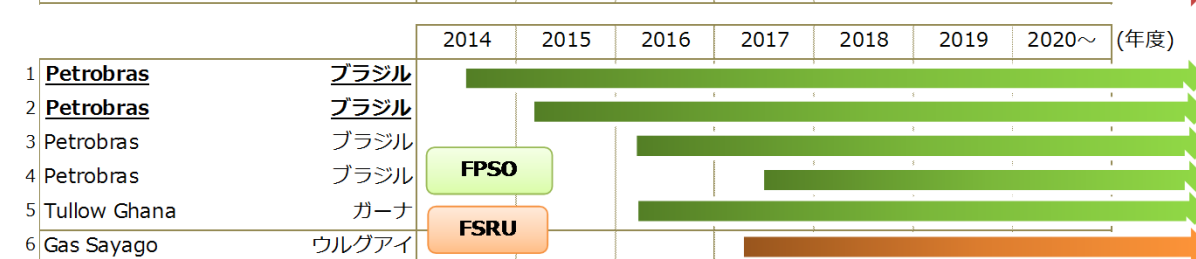 2014 2015 2016 2017 2018 2019 2020～ (年度)
1 Petrobras ブラジル
2 Petrobras ブラジル
3 Petrobras ブラジル
4 Petrobras ブラジル
FPSO
5 Tullow Ghana ガーナ
FSRU
6 Gas Sayago ウルグアイ